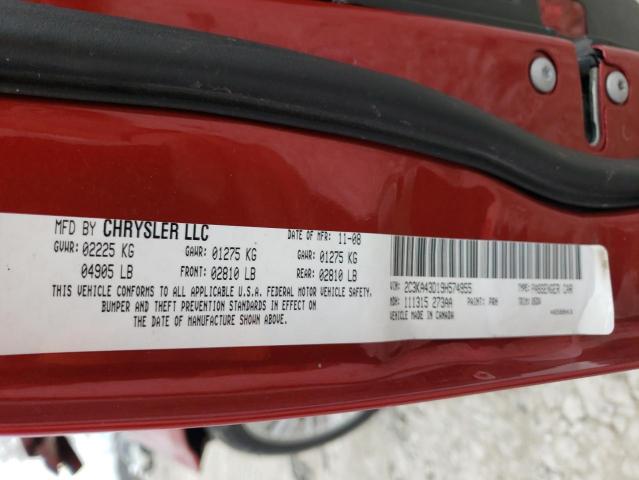 MFD BY CHRYSLER LLC DATE OF MFR: 11-08
GVWR: 02225 KG GAWR: 01275 KG GAWR: 01275 KG
04905 LB FRONT: 02810 LB REAR: 02810 LB
THIS VEHICLE CONFORMS TO ALL APPLICABLE U.S.A. FEDERAL MOTOR VEHICLE SAFETY,
BUMPER AND THEFT PREVENTION STANDARDS IN EFFECT ON
THE DATE OF MANUFACTURE SHOWN ABOVE.
VIN: 2C3KA43D19H574955 TYPE: PASSENGER CAR
MDH: 111315 273AA PAINT: PRH TRIM:
VEHICLE MADE IN CANADA